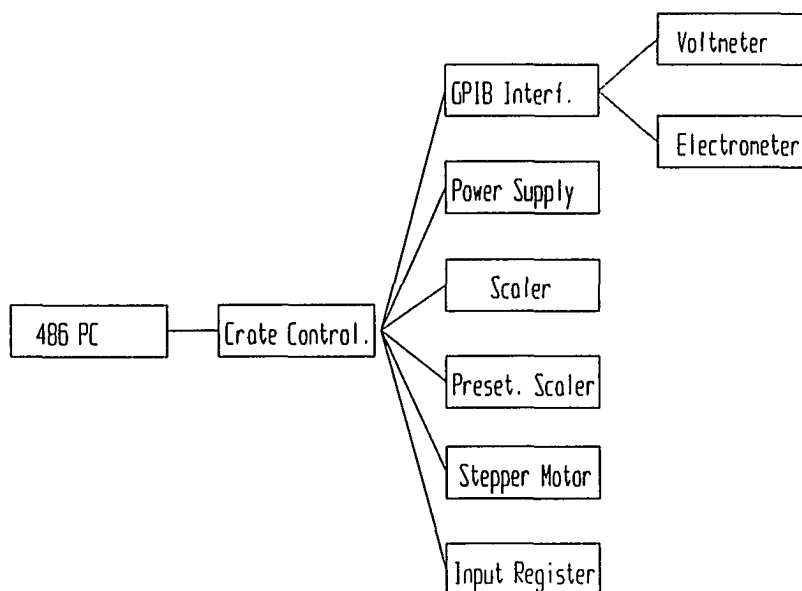 Voltmeter
GPIB Interf.
Electrometer
Power Supply
Scaler
486 PC
Crate Control.
Preset. Scaler
Stepper Motor
Input Register